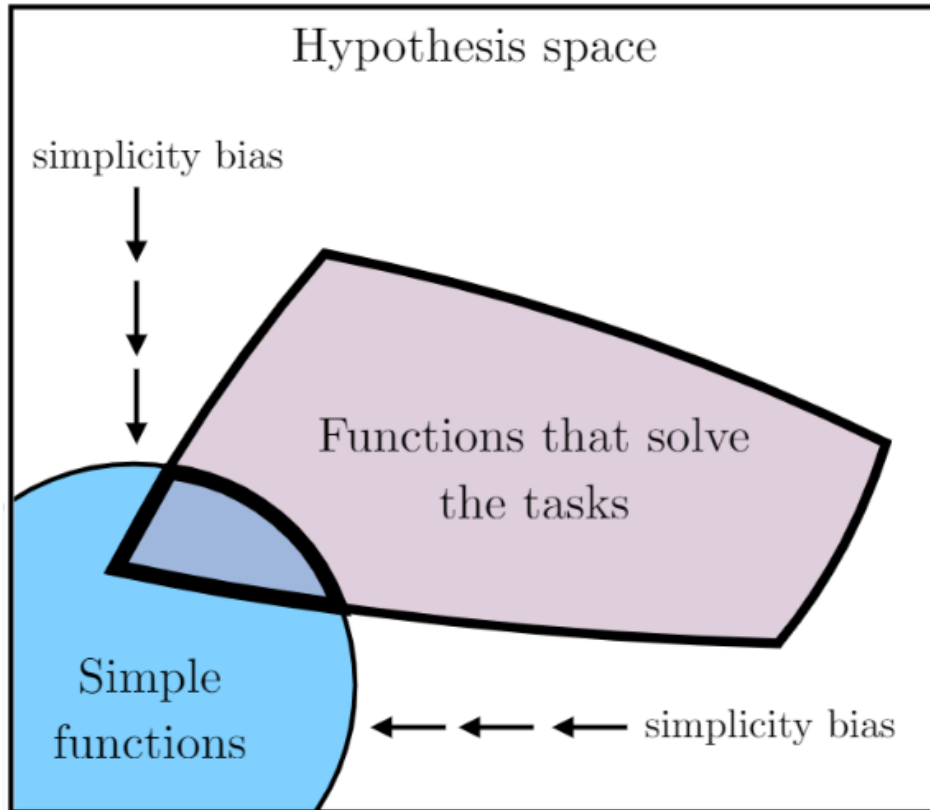 Hypothesis space
simplicity bias
Functions that solve
the tasks
Simple
functions
simplicity bias